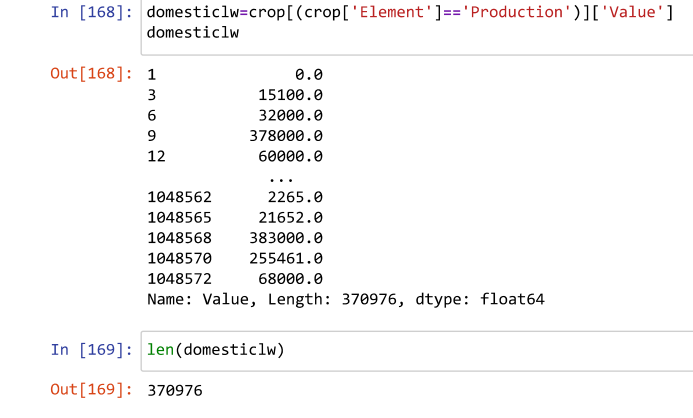 In [168]: domesticlw=crop[(crop['Element']=='Production')]['Value']
domesticlw
Out[168]: 1 0.0
3 15100.0
6 32000.0
9 378000.0
12 60000.0
...
1048562 2265.0
1048565 21652.0
1048568 383000.0
1048570 255461.0
1048572 68000.0
Name: Value, Length: 370976, dtype: float64
In [169]: len(domesticlw)
Out[169]: 370976